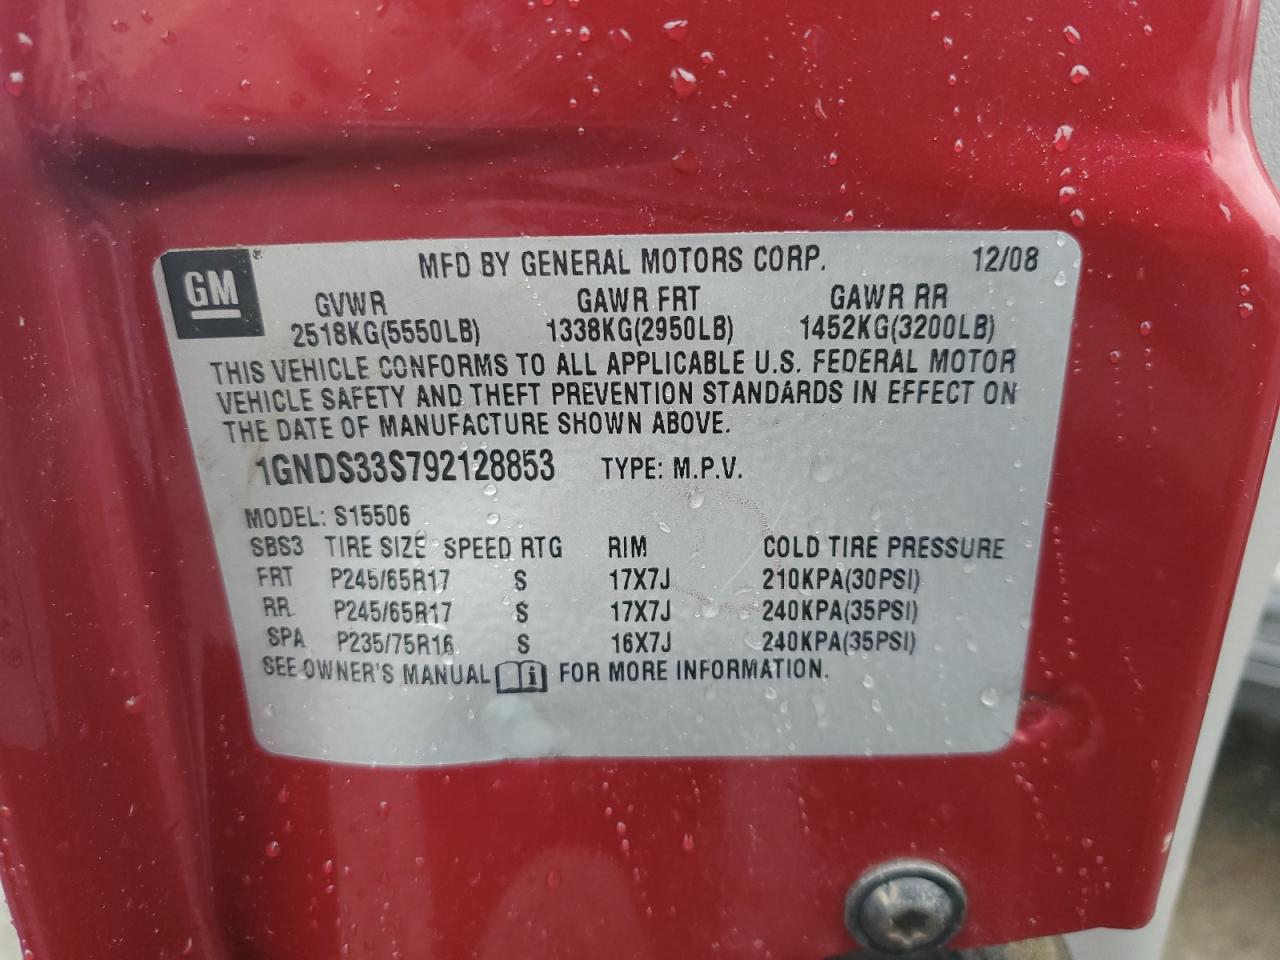 GM MFD BY GENERAL MOTORS CORP. 12/08
GVWR GAWR FRT GAWR RR
2518KG(5550LB) 1338KG(2950LB) 1452KG(3200LB)
THIS VEHICLE CONFORMS TO ALL APPLICABLE U.S. FEDERAL MOTOR
VEHICLE SAFETY AND THEFT PREVENTION STANDARDS IN EFFECT ON
THE DATE OF MANUFACTURE SHOWN ABOVE.
1GNDS33S792128853 TYPE: M.P.V.
MODEL: S15506
SBS3 TIRE SIZE SPEED RTG RIM COLD TIRE PRESSURE
FRT P245/65R17 S 17X7J 210KPA(30PSI)
RR P245/65R17 S 17X7J 240KPA(35PSI)
SPA P235/75R16 S 16X7J 240KPA(35PSI)
SEE OWNER'S MANUAL i FOR MORE INFORMATION.